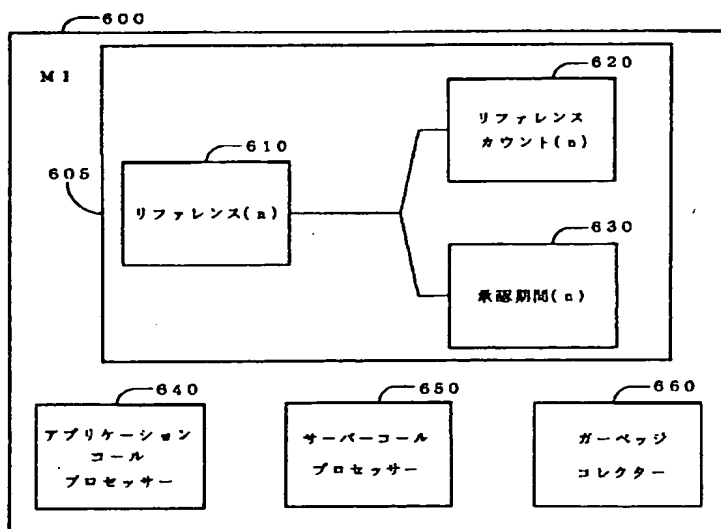 600
MI
620
リファレンス
カウント(n)
610
605
リファレンス(n)
630
承認期間(n)
640
650
660
アプリケーション
コール
プロセッサー
サーバーコール
プロセッサー
ガーベッジ
コレクター